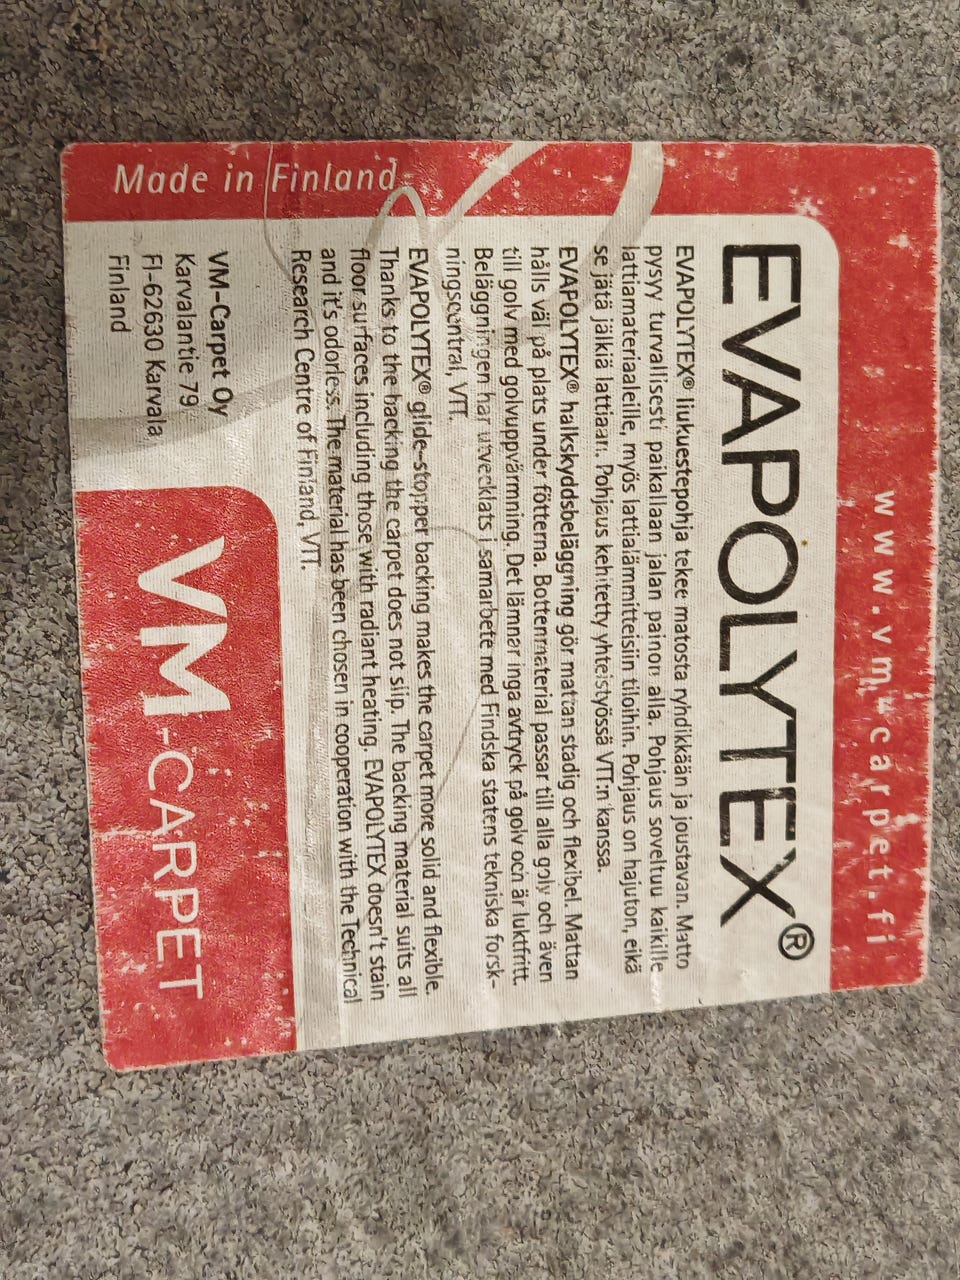 www.vm-carpet.fi
EVAPOLYTEX®
EVAPOLYTEX® liukuestepohja tekee matosta ryhdikkään ja joustavan. Matto
pysyy turvallisesti paikallaan jalan painon alla. Pohjaus soveltuu kaikille
lattiamateriaaleille, myös lattialämmitteisiin tiloihin. Pohjaus on hajuton, eikä
se jätä jälkiä lattiaan. Pohjaus kehitetty yhteistyössä VTT:n kanssa.
EVAPOLYTEX® halkskyddsbeläggning gör mattan stadig och flexibel. Mattan
hålls väl på plats under fötterna. Bottenmaterial passar till alla golv och även
till golv med golvuppvärmning. Det lämnar inga avtryck på golv och är luktfritt.
Beläggningen har utvecklats i samarbete med Findska statens tekniska forsk-
ningscentral, VTT.
EVAPOLYTEX® glide-stopper backing makes the carpet more solid and flexible.
Thanks to the backing the carpet does not slip. The backing material suits all
floor surfaces including those with radiant heating. EVAPOLYTEX doesn't stain
and it's odorless. The material has been chosen in cooperation with the Technical
Research Centre of Finland, VTT.
VM-Carpet Oy
Karvalantie 79
FI-62630 Karvala
Finland
VM-CARPET
Made in Finland